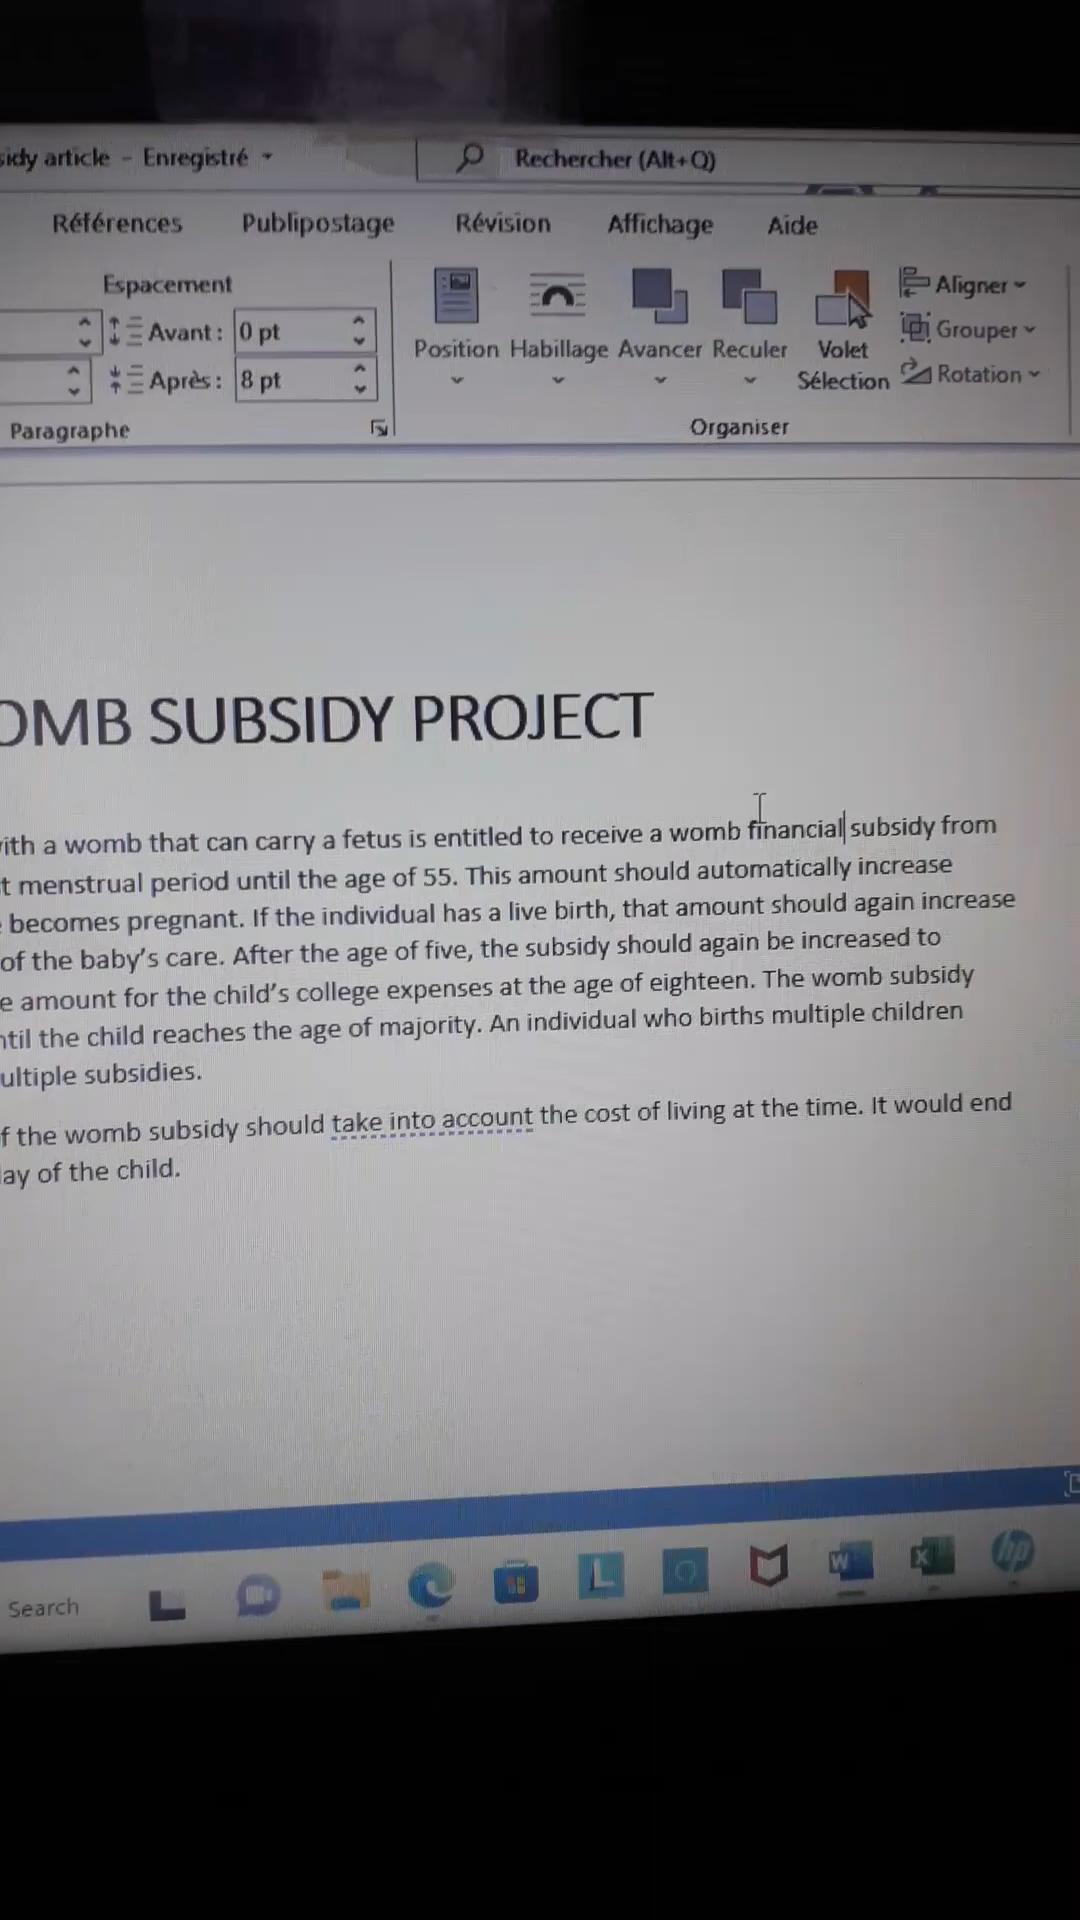 sidy article - Enregistré
Rechercher (Alt+Q)
Références Publipostage Révision Affichage Aide
Espacement
Avant : 0 pt
Après : 8 pt
Paragraphe
Position Habillage Avancer Reculer Volet Sélection
Aligner
Grouper
Rotation
Organiser
OMB SUBSIDY PROJECT
with a womb that can carry a fetus is entitled to receive a womb financial subsidy from
t menstrual period until the age of 55. This amount should automatically increase
e becomes pregnant. If the individual has a live birth, that amount should again increase
of the baby's care. After the age of five, the subsidy should again be increased to
e amount for the child's college expenses at the age of eighteen. The womb subsidy
ntil the child reaches the age of majority. An individual who births multiple children
ultiple subsidies.
f the womb subsidy should take into account the cost of living at the time. It would end
lay of the child.
Search
L
W
X
hp